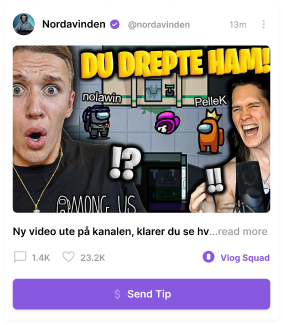 Nordavinden @nordavinden 13m
DU DREPTE HAM!
nolawin
PelleK
!?
!!
AMONG US
Ny video ute på kanalen, klarer du se hv...read more
1.4K 23.2K Vlog Squad
$ Send Tip